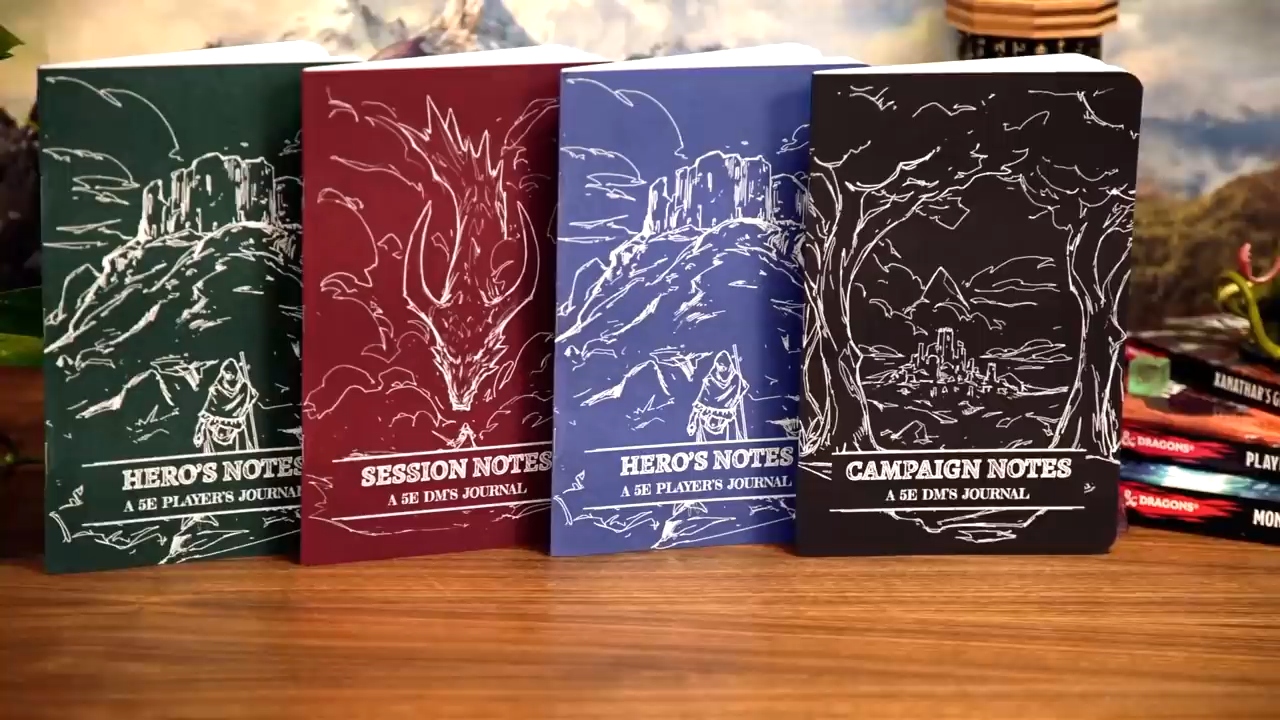 HERO'S NOTES
A 5E PLAYER'S JOURNAL
SESSION NOTES
A 5E DM'S JOURNAL
HERO'S NOTES
A 5E PLAYER'S JOURNAL
CAMPAIGN NOTES
A 5E DM'S JOURNAL
XANATHAR'S G
& DRAGONS®
PLAY
& DRAGONS®
MON